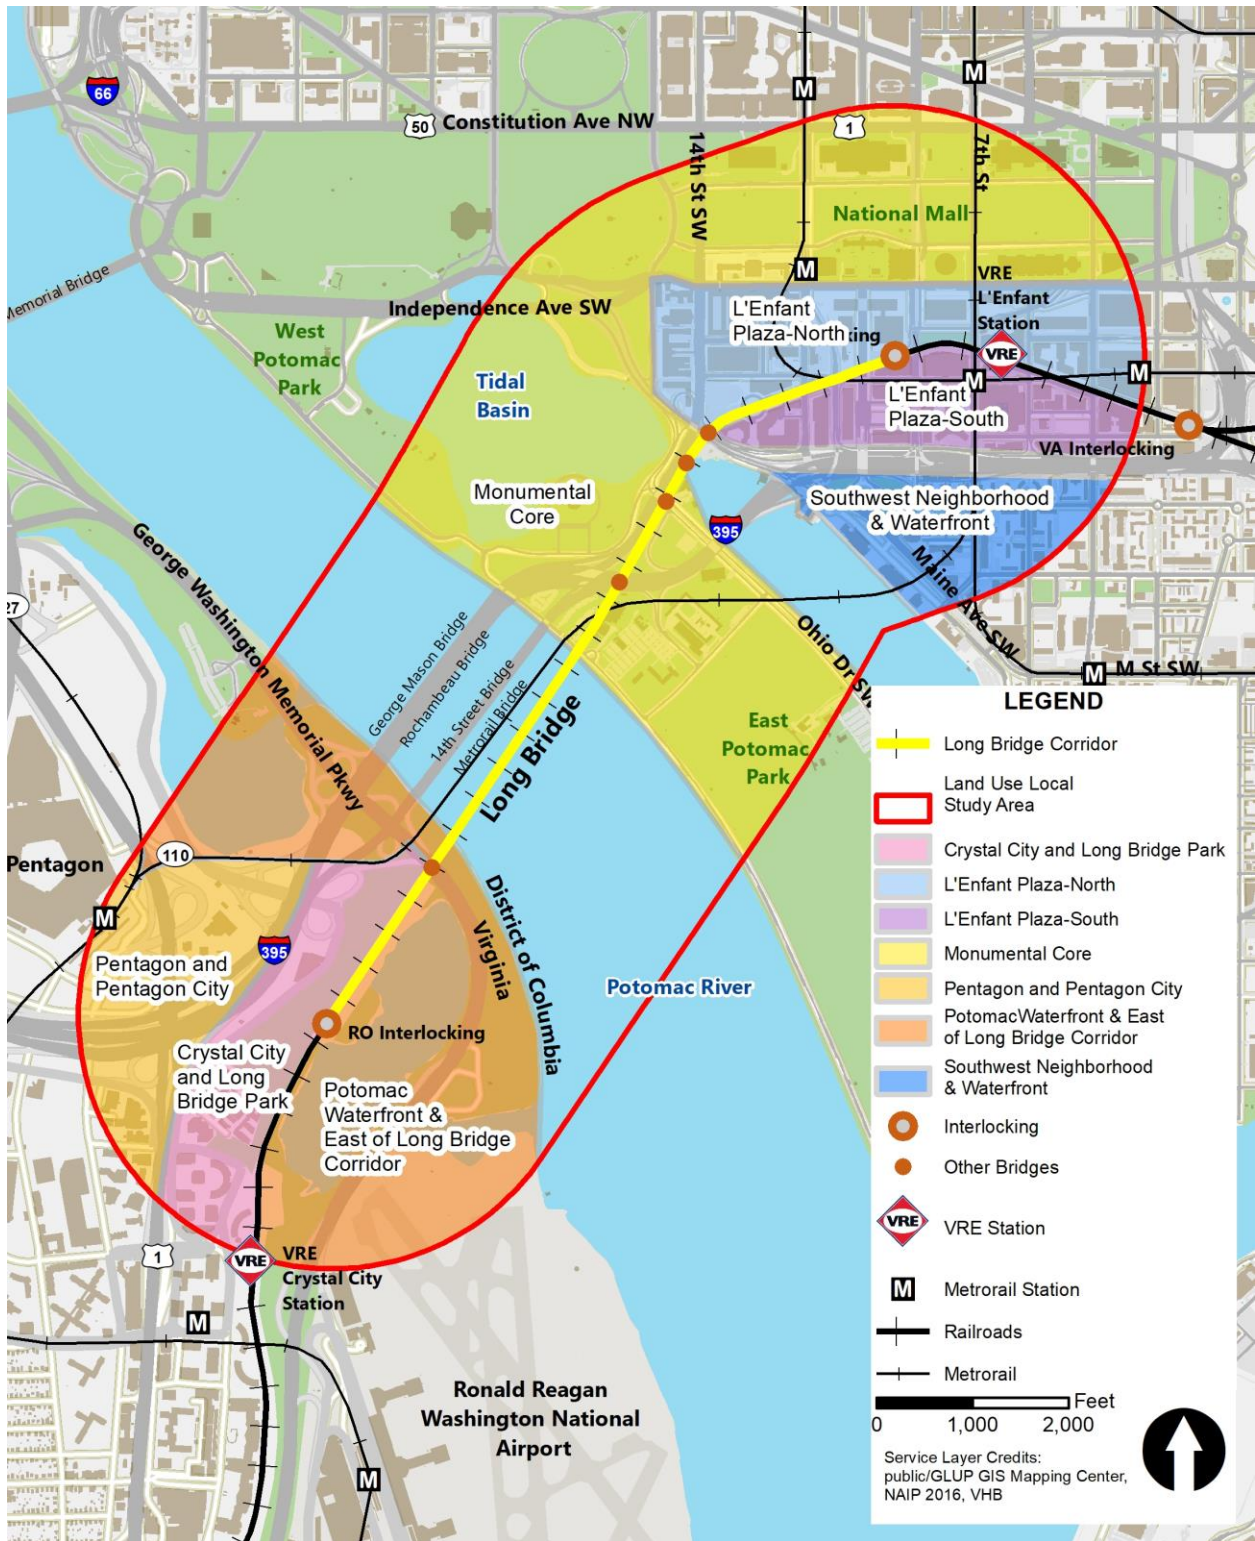 66
50
Constitution Ave NW
1
M
M
14th St SW
7th St
National Mall
Memorial Bridge
Independence Ave SW
M
VRE
L'Enfant
Station
L'Enfant
Plaza-North
king
VRE
West
Potomac
Park
Tidal
Basin
M
M
L'Enfant
Plaza-South
VA Interlocking
Monumental
Core
Southwest Neighborhood
& Waterfront
395
George Washington Memorial Pkwy
27
Maine Ave SW
Ohio Dr SW
M St SW
M
George Mason Bridge
Rochambeau Bridge
14th Street Bridge
Metrorail Bridge
Long Bridge
East
Potomac
Park
Pentagon
110
M
395
Pentagon and
Pentagon City
District of Columbia
Virginia
Potomac River
RO Interlocking
Crystal City
and Long
Bridge Park
Potomac
Waterfront &
East of Long Bridge
Corridor
1
VRE
VRE
Crystal City
Station
M
M
Ronald Reagan
Washington National
Airport
LEGEND
Long Bridge Corridor
Land Use Local
Study Area
Crystal City and Long Bridge Park
L'Enfant Plaza-North
L'Enfant Plaza-South
Monumental Core
Pentagon and Pentagon City
PotomacWaterfront & East
of Long Bridge Corridor
Southwest Neighborhood
& Waterfront
Interlocking
Other Bridges
VRE
VRE Station
M
Metrorail Station
Railroads
Metrorail
Feet
0 1,000 2,000
Service Layer Credits:
public/GLUP GIS Mapping Center,
NAIP 2016, VHB